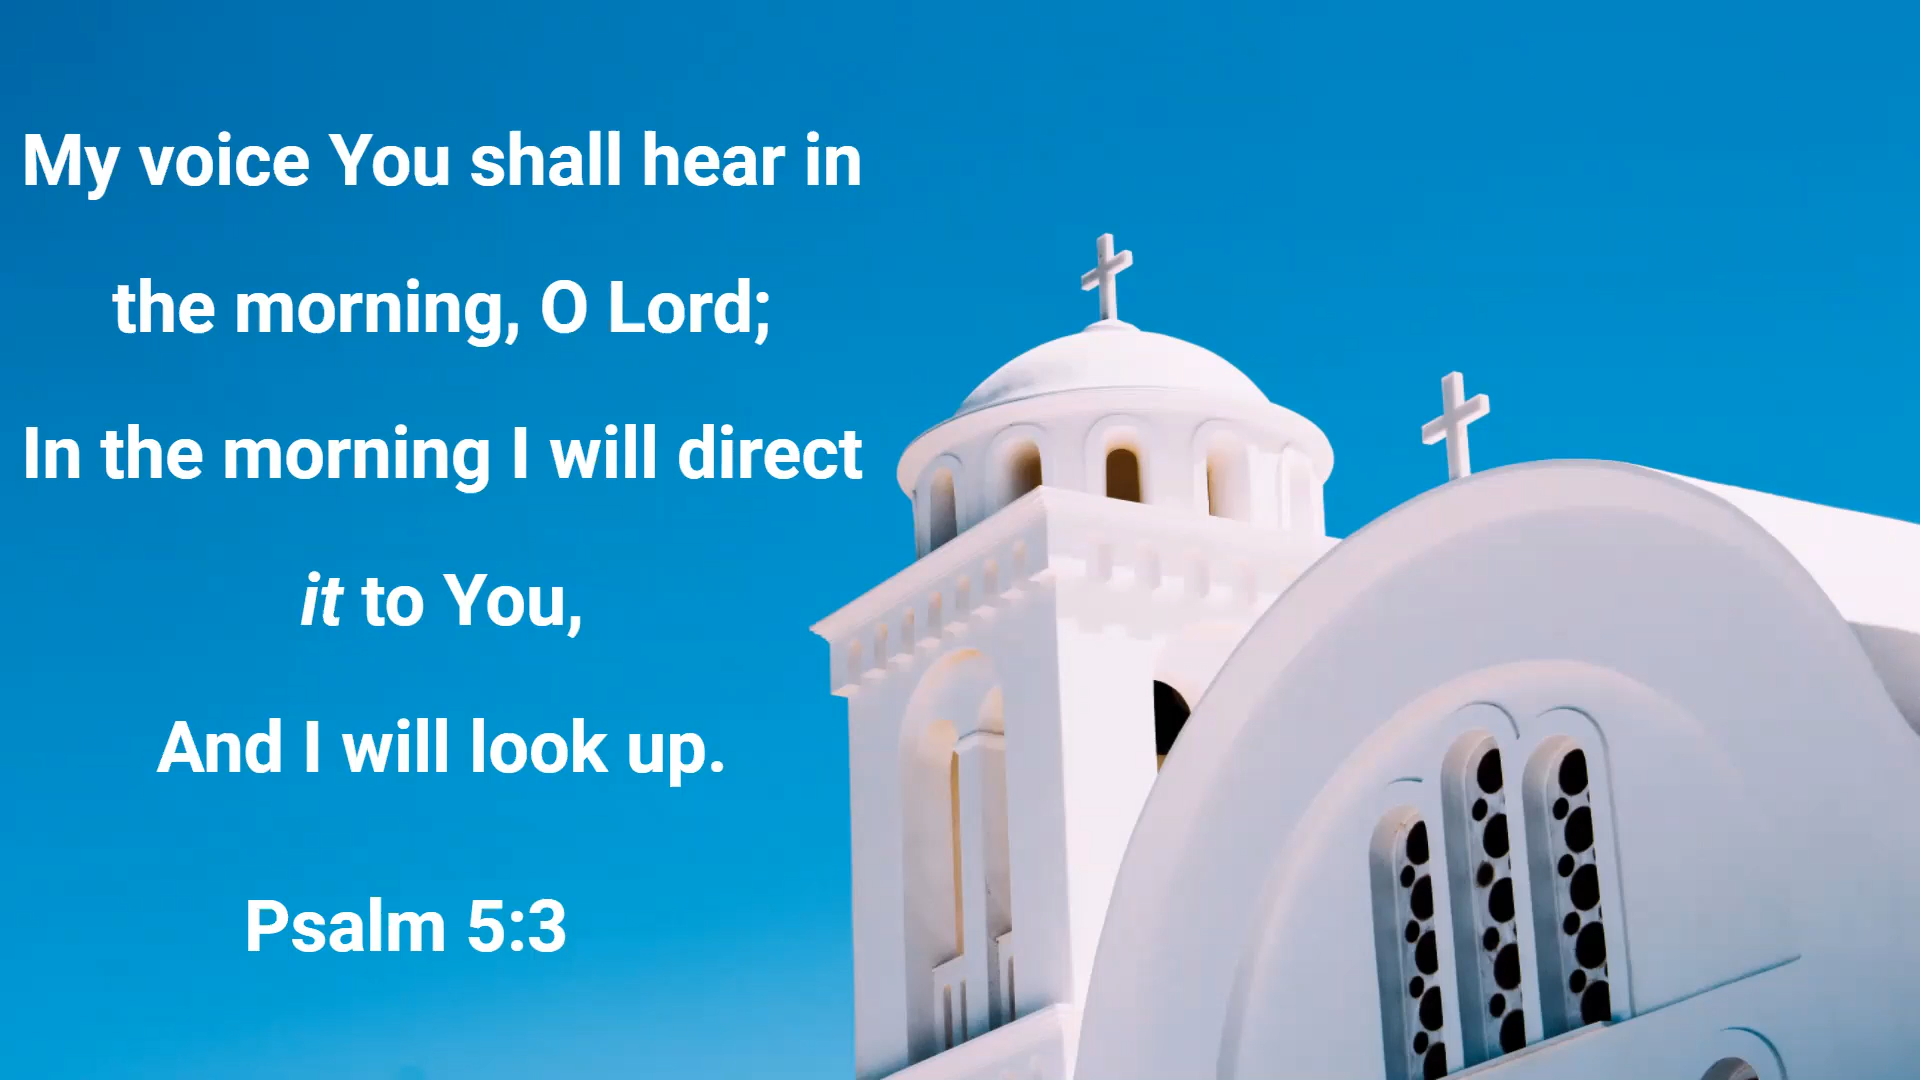 My voice You shall hear in
the morning, O Lord;
In the morning I will direct
it to You,
And I will look up.
Psalm 5:3